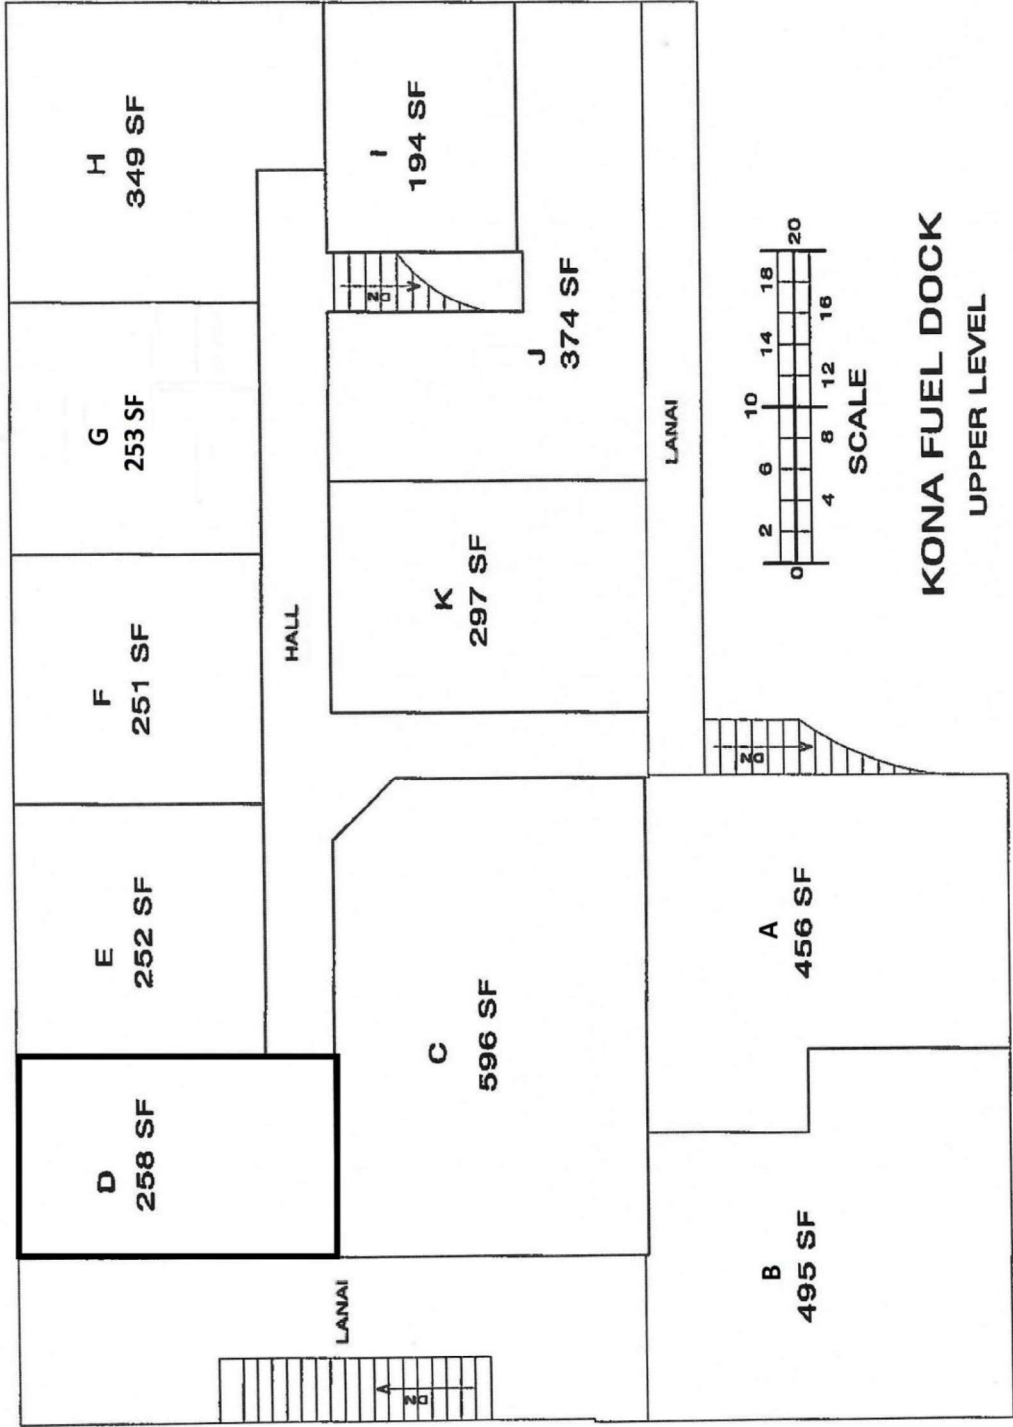 D
258 SF
E
252 SF
F
251 SF
G
253 SF
H
349 SF
HALL
LANAI
DN
C
596 SF
K
297 SF
J
374 SF
DN
I
194 SF
LANAI
B
495 SF
A
456 SF
DN
2 6 10 14 18
0 20
4 8 12 16
SCALE
KONA FUEL DOCK
UPPER LEVEL